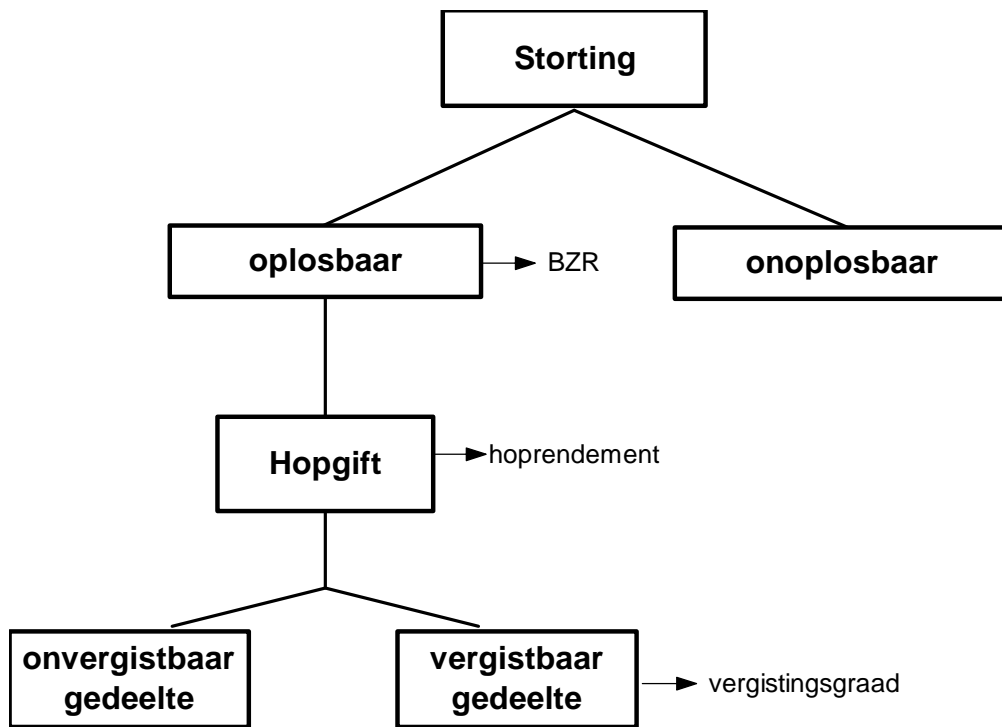 Storting
oplosbaar
BZR
onoplosbaar
Hopgift
hoprendement
onvergistbaar
gedeelte
vergistbaar
gedeelte
vergistingsgraad